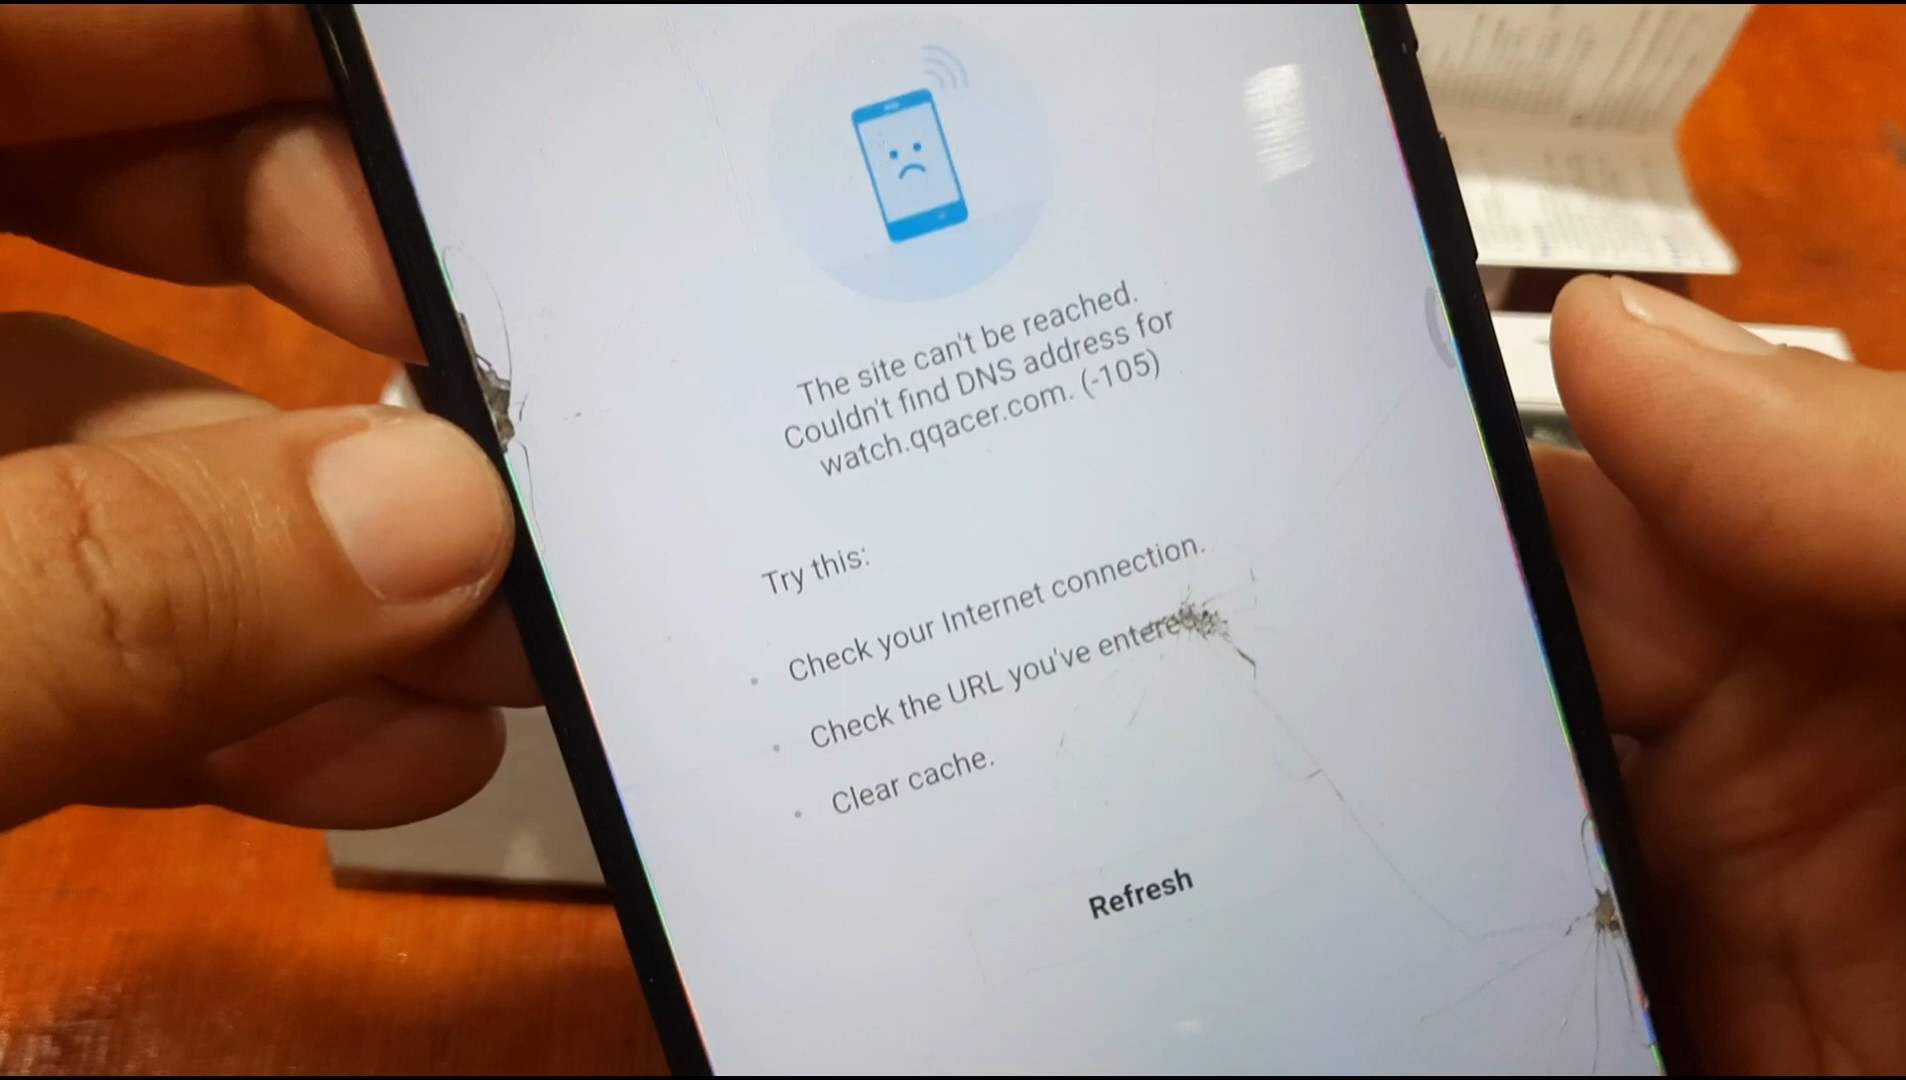 The site can't be reached.
Couldn't find DNS address for
watch.qqacer.com. (-105)
Try this:
Check your Internet connection.
Check the URL you've entered.
Clear cache.
Refresh